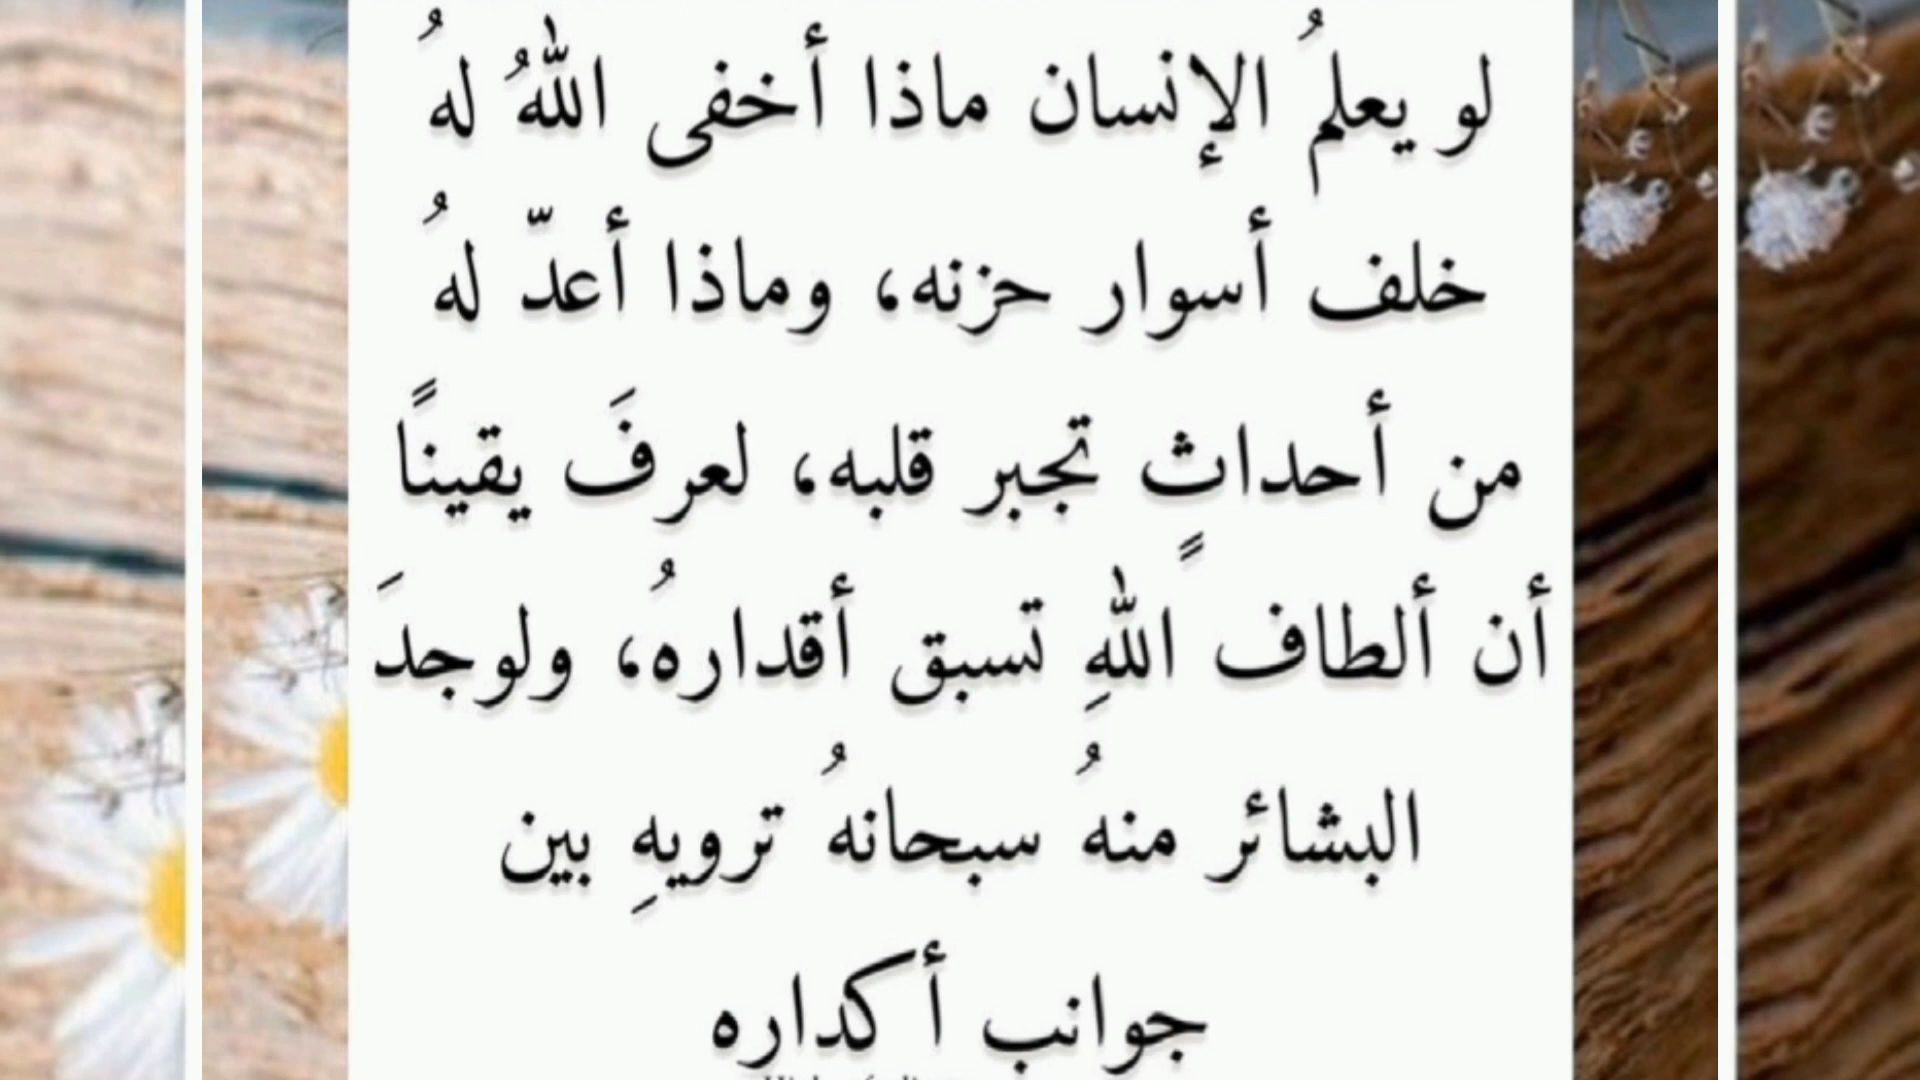 لو يعلمُ الإنسان ماذا أخفى اللهُ لهُ
خلف أسوار حزنه، وماذا أعدّ لهُ
من أحداثٍ تجبر قلبه، لعرفَ يقينًا
أن ألطاف اللهِ تسبق أقدارهُ، ولوجدَ
البشائر منهُ سبحانهُ ترويهِ بين
جوانب أكداره